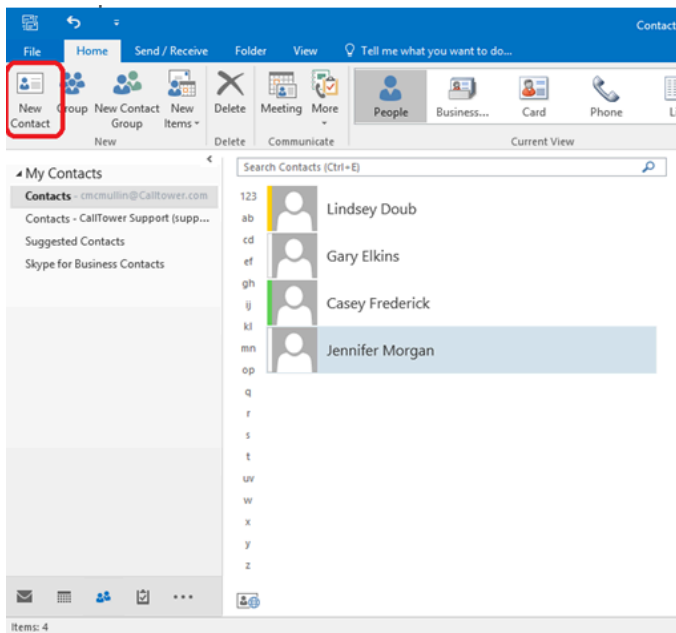 Contact
File Home Send / Receive Folder View Tell me what you want to do...
New Contact
Group
New Contact Group
New Items
Delete
Meeting
More
People
Business...
Card
Phone
Li
New
Delete
Communicate
Current View
My Contacts
Contacts - cmcmullin@Calltower.com
Contacts - CallTower Support (supp...
Suggested Contacts
Skype for Business Contacts
Search Contacts (Ctrl+E)
123
ab
cd
ef
gh
ij
kl
mn
op
q
r
s
t
uv
w
x
y
z
Lindsey Doub
Gary Elkins
Casey Frederick
Jennifer Morgan
Items: 4